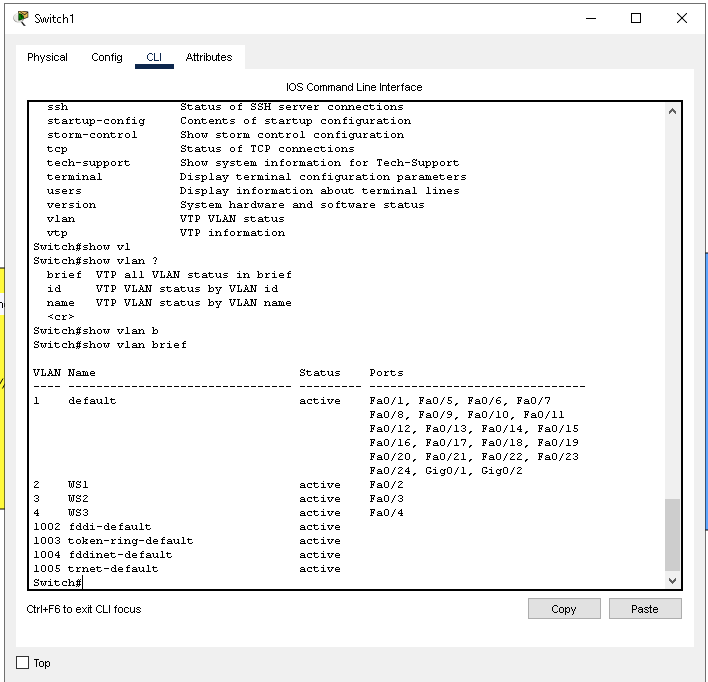 Switch1
Physical Config CLI Attributes
IOS Command Line Interface
ssh Status of SSH server connections
startup-config Contents of startup configuration
storm-control Show storm control configuration
tcp Status of TCP connections
tech-support Show system information for Tech-Support
terminal Display terminal configuration parameters
users Display information about terminal lines
version System hardware and software status
vlan VTP VLAN status
vtp VTP information
Switch#show vl
Switch#show vlan ?
brief VTP all VLAN status in brief
id VTP VLAN status by VLAN id
name VTP VLAN status by VLAN name
<cr>
Switch#show vlan b
Switch#show vlan brief
VLAN Name Status Ports
---- -------------------------------- --------- -------------------------------
1 default active Fa0/1, Fa0/5, Fa0/6, Fa0/7
Fa0/8, Fa0/9, Fa0/10, Fa0/11
Fa0/12, Fa0/13, Fa0/14, Fa0/15
Fa0/16, Fa0/17, Fa0/18, Fa0/19
Fa0/20, Fa0/21, Fa0/22, Fa0/23
Fa0/24, Gig0/1, Gig0/2
2 WS1 active Fa0/2
3 WS2 active Fa0/3
4 WS3 active Fa0/4
1002 fddi-default active
1003 token-ring-default active
1004 fddinet-default active
1005 trnet-default active
Switch#
Ctrl+F6 to exit CLI focus
Copy Paste
Top